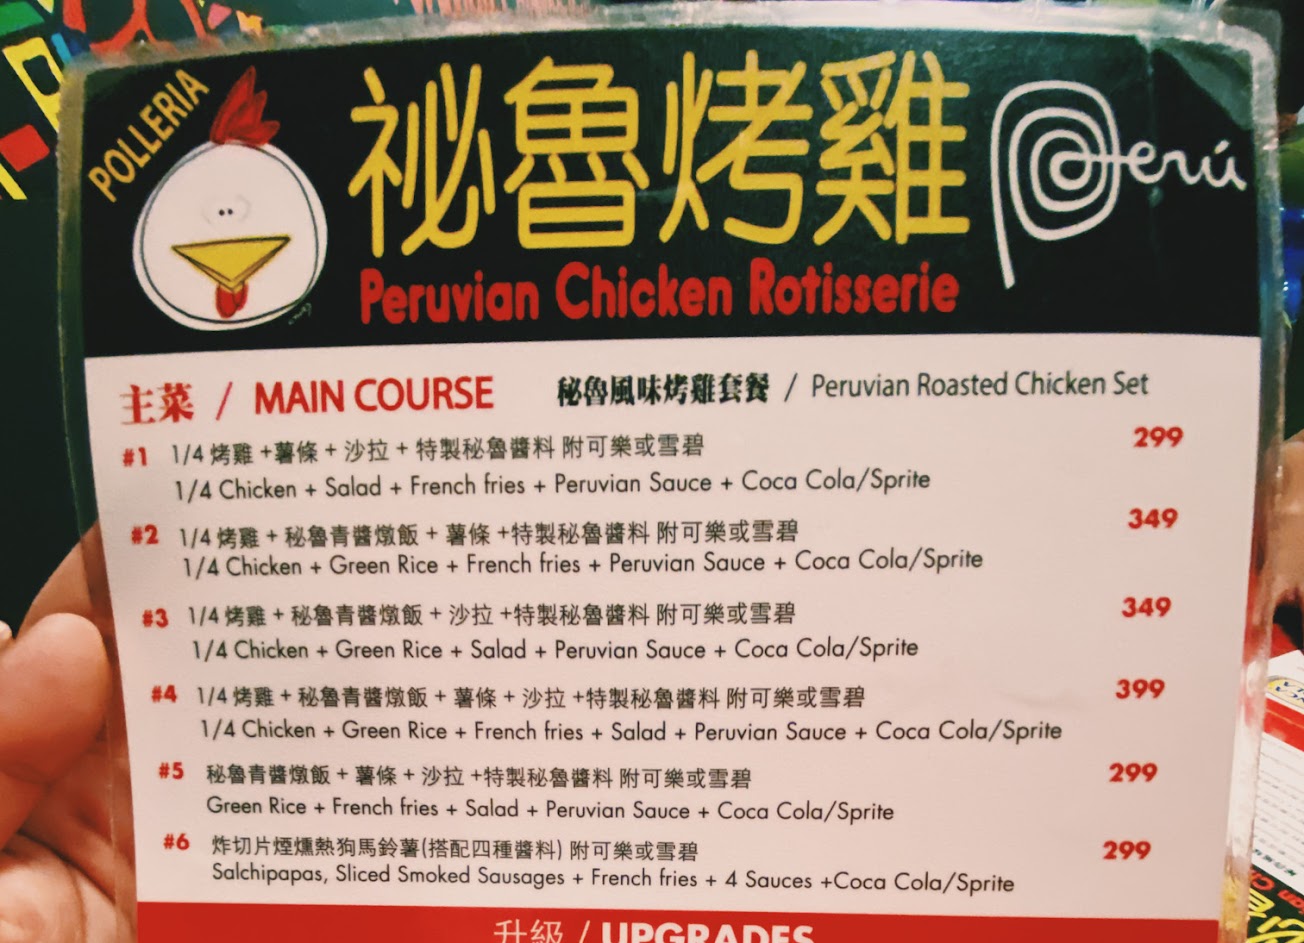 POLLERIA
祕魯烤雞
Perú
Peruvian Chicken Rotisserie
主菜 / MAIN COURSE 秘魯風味烤雞套餐 / Peruvian Roasted Chicken Set
#1 1/4 烤雞 +薯條 + 沙拉 + 特製秘魯醬料 附可樂或雪碧 299
1/4 Chicken + Salad + French fries + Peruvian Sauce + Coca Cola/Sprite
#2 1/4 烤雞 + 秘魯青醬燉飯 + 薯條 +特製秘魯醬料 附可樂或雪碧 349
1/4 Chicken + Green Rice + French fries + Peruvian Sauce + Coca Cola/Sprite
#3 1/4 烤雞 + 秘魯青醬燉飯 + 沙拉 +特製秘魯醬料 附可樂或雪碧 349
1/4 Chicken + Green Rice + Salad + Peruvian Sauce + Coca Cola/Sprite
#4 1/4 烤雞 + 秘魯青醬燉飯 + 薯條 + 沙拉 +特製秘魯醬料 附可樂或雪碧 399
1/4 Chicken + Green Rice + French fries + Salad + Peruvian Sauce + Coca Cola/Sprite
#5 秘魯青醬燉飯 + 薯條 + 沙拉 +特製秘魯醬料 附可樂或雪碧 299
Green Rice + French fries + Salad + Peruvian Sauce + Coca Cola/Sprite
#6 炸切片煙燻熱狗馬鈴薯(搭配四種醬料) 附可樂或雪碧 299
Salchipapas, Sliced Smoked Sausages + French fries + 4 Sauces +Coca Cola/Sprite
升級 / UPGRADES